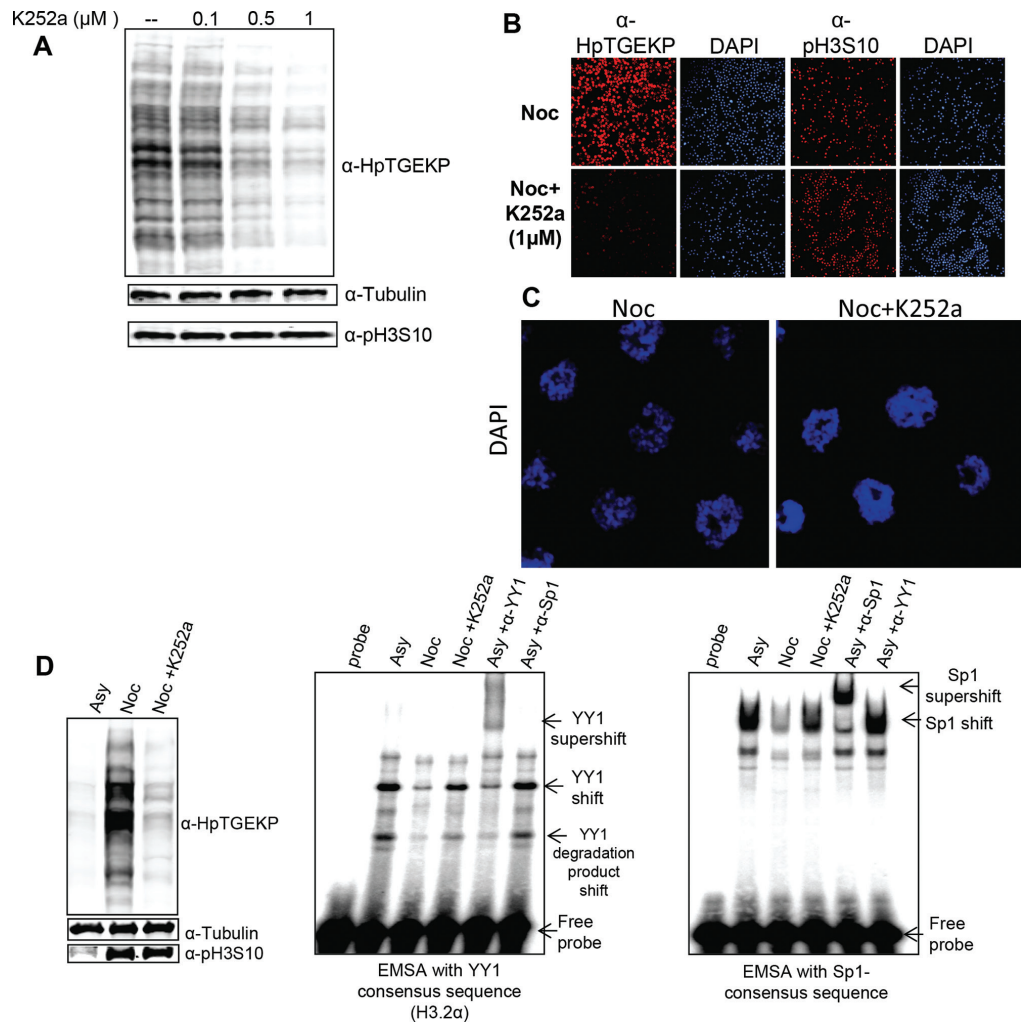 K252a (µM ) -- 0.1 0.5 1
A
α-HpTGEKP
α-Tubulin
α-pH3S10
B
α-
HpTGEKP
DAPI
α-
pH3S10
DAPI
Noc
Noc+
K252a
(1µM)
C
Noc
Noc+K252a
DAPI
D
Asy
Noc
Noc +K252a
α-HpTGEKP
α-Tubulin
α-pH3S10
probe
Asy
Noc
Noc +K252a
Asy +α-YY1
Asy +α-Sp1
YY1
supershift
YY1
shift
YY1
degradation
product
shift
Free
probe
EMSA with YY1
consensus sequence
(H3.2α)
probe
Asy
Noc
Noc +K252a
Asy +α-Sp1
Asy +α-YY1
Sp1
supershift
Sp1 shift
Free
probe
EMSA with Sp1-
consensus sequence